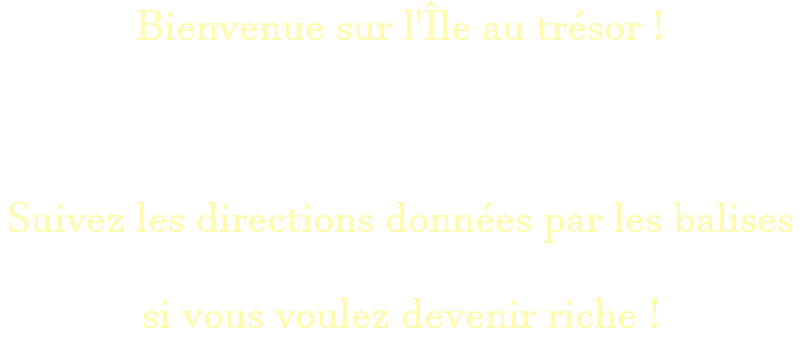 Bienvenue sur l'Île au trésor !
Suivez les directions données par les balises
si vous voulez devenir riche !